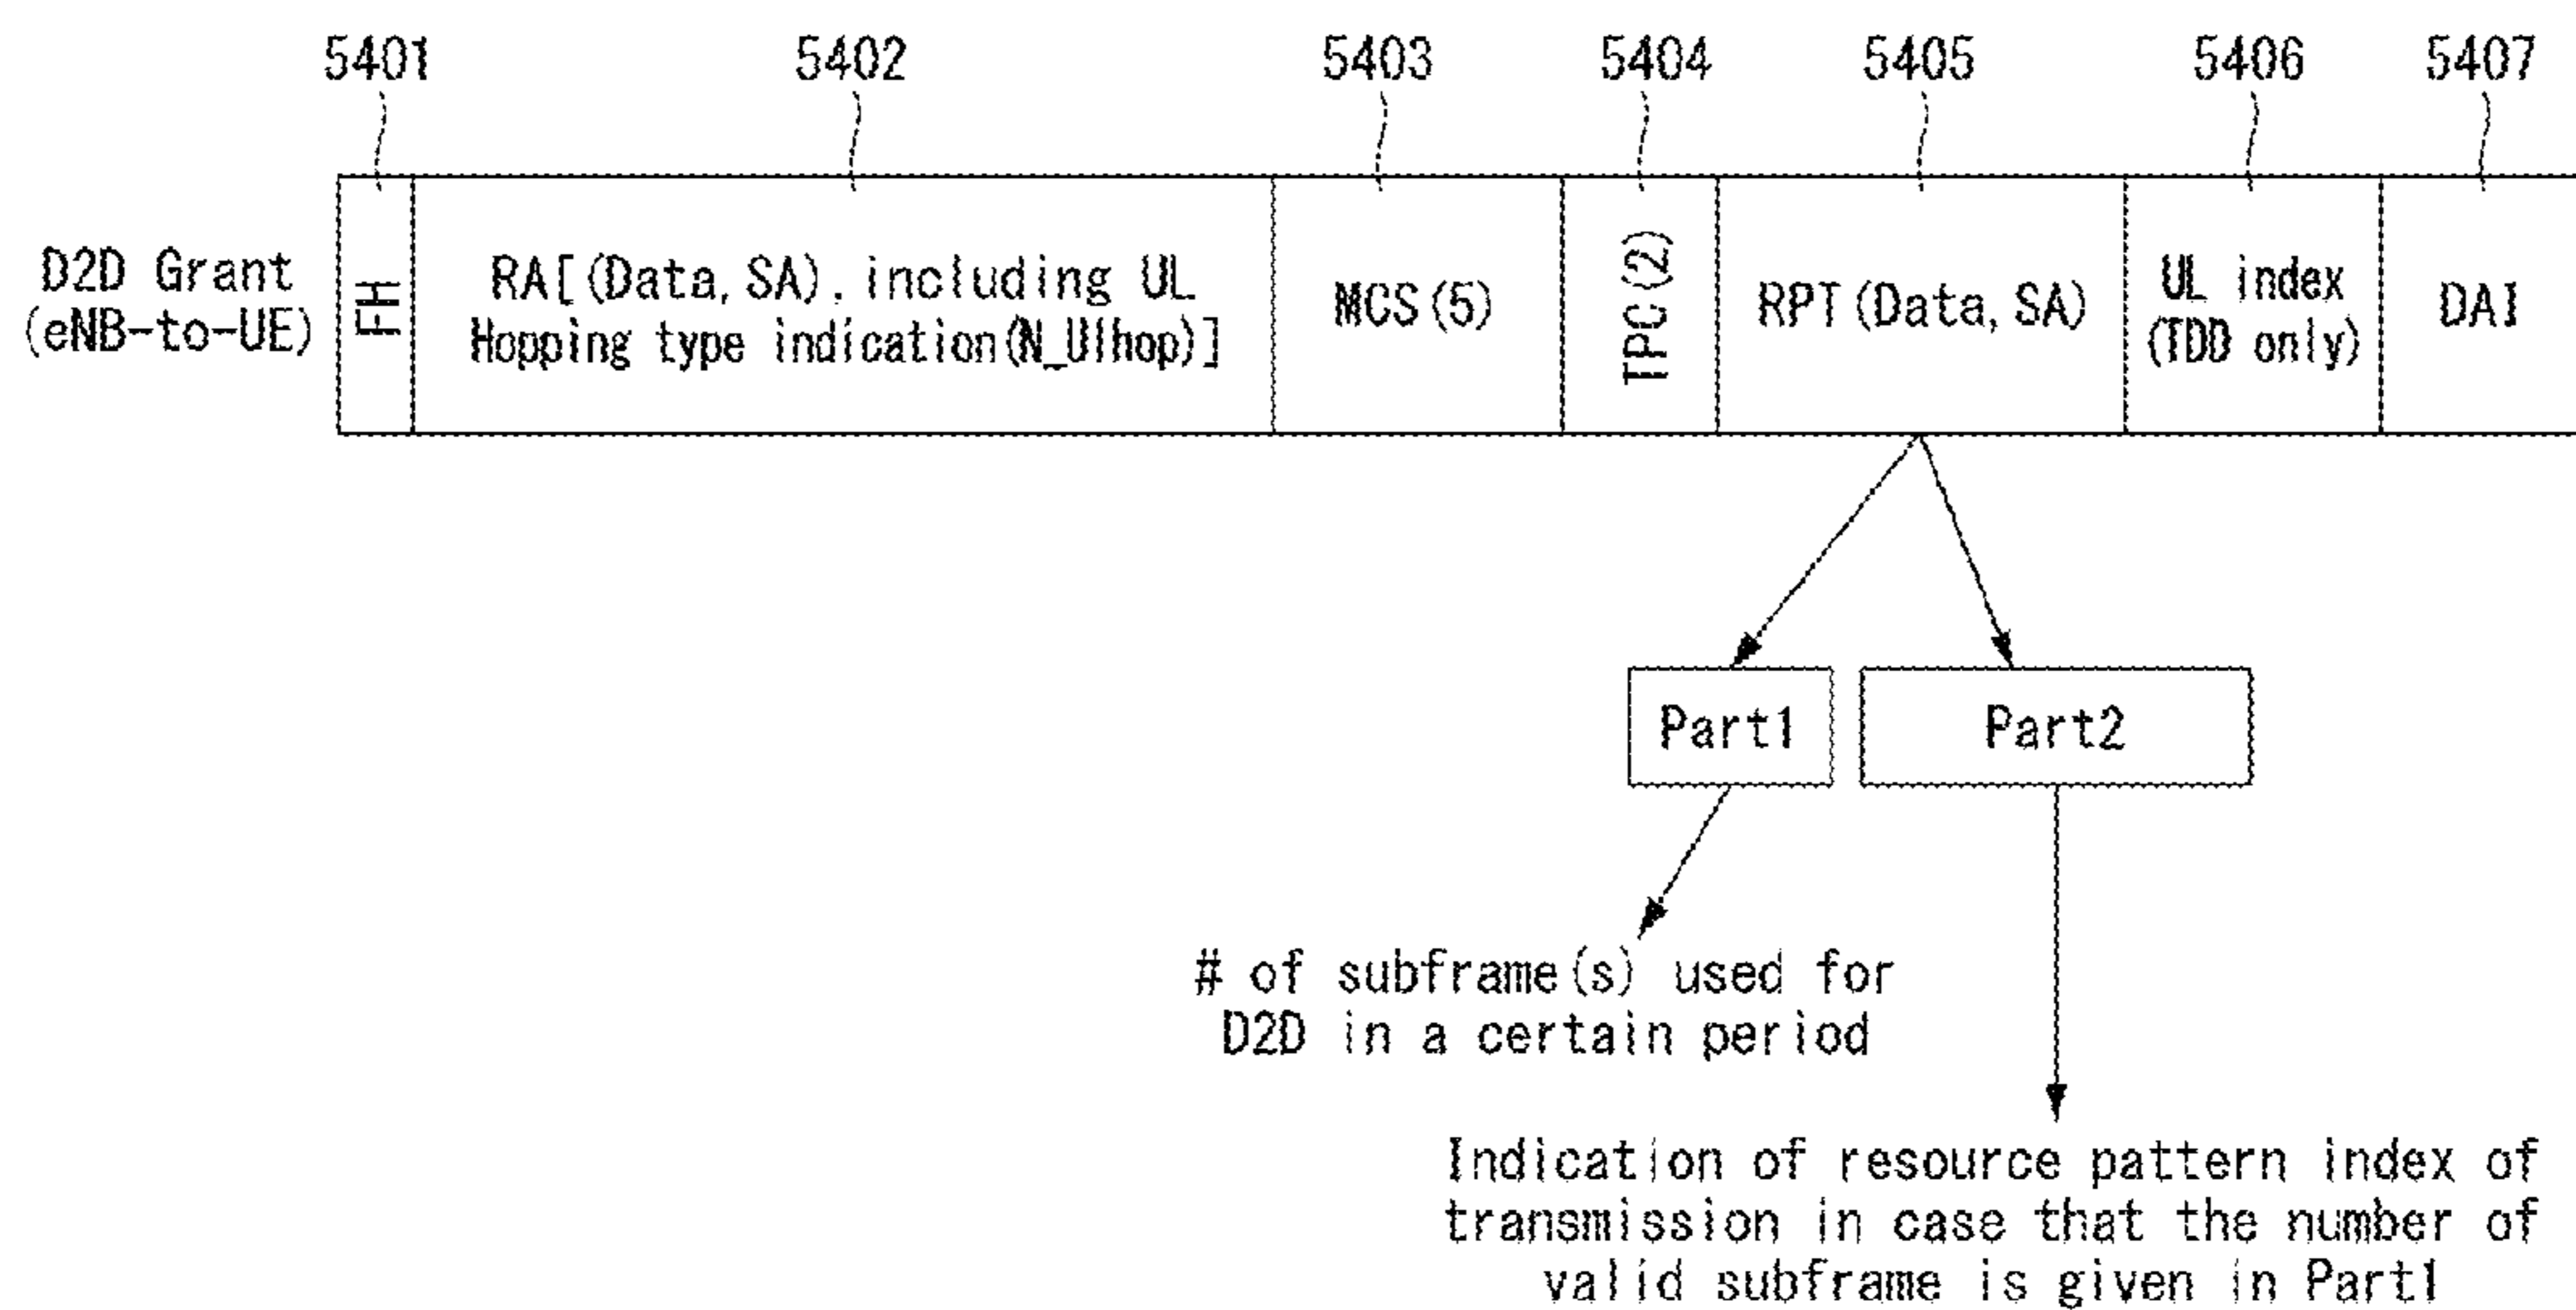 5401 5402 5403 5404 5405 5406 5407
D2D Grant
(eNB-to-UE)
FH
RA[(Data, SA), including UL
Hopping type indication(N_Ulhop)]
MCS(5)
TPC(2)
RPT(Data, SA)
UL index
(TDD only)
DAI
Part1
Part2
# of subframe(s) used for
D2D in a certain period
Indication of resource pattern index of
transmission in case that the number of
valid subframe is given in Part1